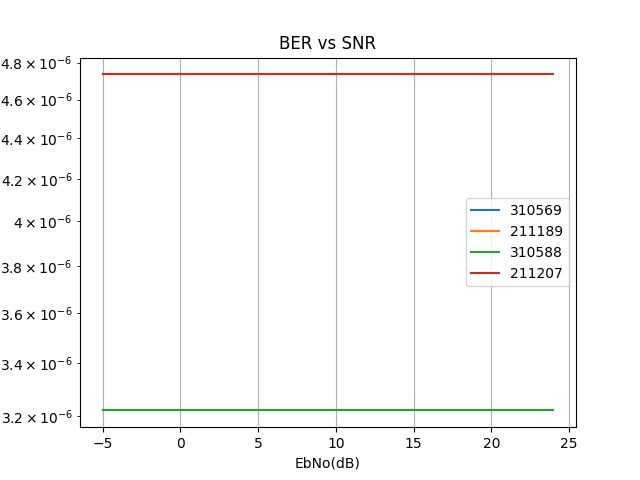 BER vs SNR
4.8 × 10⁻⁶
4.6 × 10⁻⁶
4.4 × 10⁻⁶
4.2 × 10⁻⁶
4 × 10⁻⁶
3.8 × 10⁻⁶
3.6 × 10⁻⁶
3.4 × 10⁻⁶
3.2 × 10⁻⁶
310569
211189
310588
211207
−5 0 5 10 15 20 25
EbNo(dB)